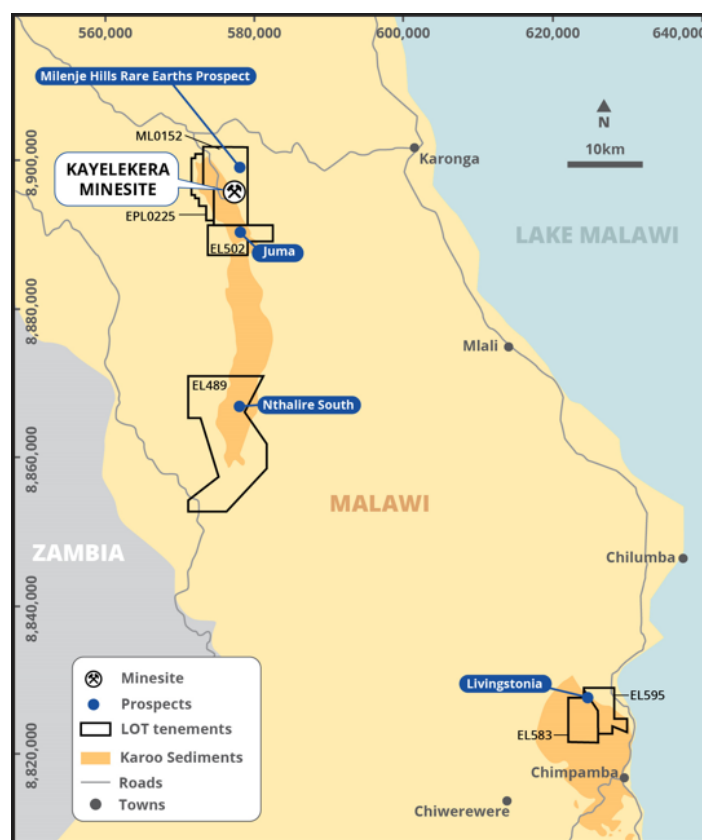 560,000
580,000
600,000
620,000
640,000
8,900,000
8,880,000
8,860,000
8,840,000
8,820,000
Milenje Hills Rare Earths Prospect
ML0152
KAYELEKERA
MINESITE
EPL0225
EL502
Juma
Karonga
N
10km
LAKE MALAWI
Mlali
EL489
Nthalire South
MALAWI
ZAMBIA
Chilumba
Livingstonia
EL595
EL583
Chimpamba
Chiwerewere
Minesite
Prospects
LOT tenements
Karoo Sediments
Roads
Towns